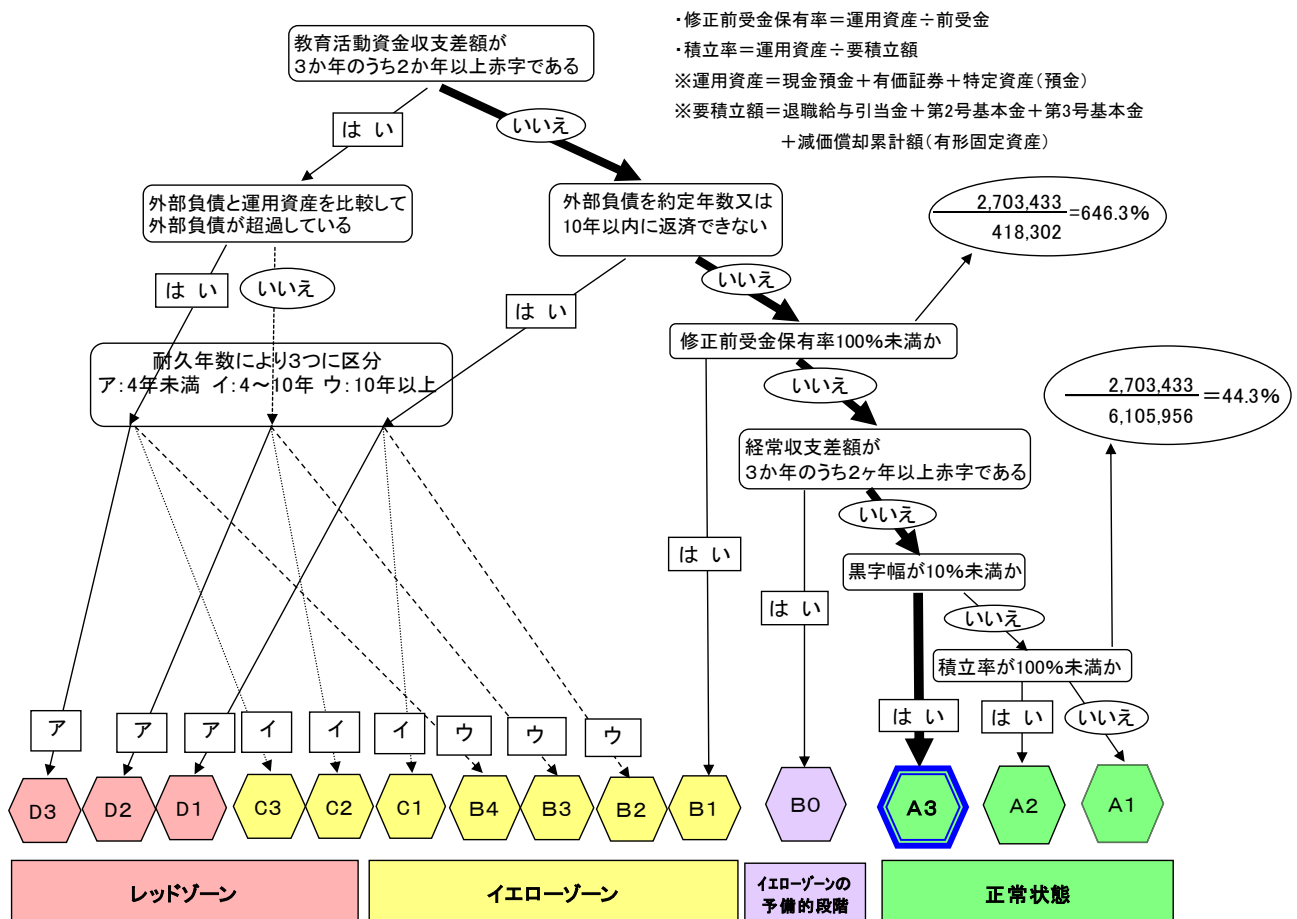 ・修正前受金保有率＝運用資産÷前受金
・積立率＝運用資産÷要積立額
※運用資産＝現金預金＋有価証券＋特定資産（預金）
※要積立額＝退職給与引当金＋第2号基本金＋第3号基本金
＋減価償却累計額（有形固定資産）
教育活動資金収支差額が
３か年のうち２か年以上赤字である
はい
いいえ
外部負債と運用資産を比較して
外部負債が超過している
外部負債を約定年数又は
10年以内に返済できない
2,703,433
418,302
＝646.3%
はい
いいえ
はい
いいえ
修正前受金保有率100%未満か
耐久年数により3つに区分
ア：4年未満 イ：4～10年 ウ：10年以上
いいえ
2,703,433
6,105,956
＝44.3%
経常収支差額が
３か年のうち２ヶ年以上赤字である
いいえ
はい
黒字幅が10%未満か
はい
いいえ
積立率が100%未満か
ア
ア
ア
イ
イ
イ
ウ
ウ
ウ
はい
はい
いいえ
D3
D2
D1
C3
C2
C1
B4
B3
B2
B1
B0
A3
A2
A1
レッドゾーン
イエローゾーン
イエローゾーンの
予備的段階
正常状態